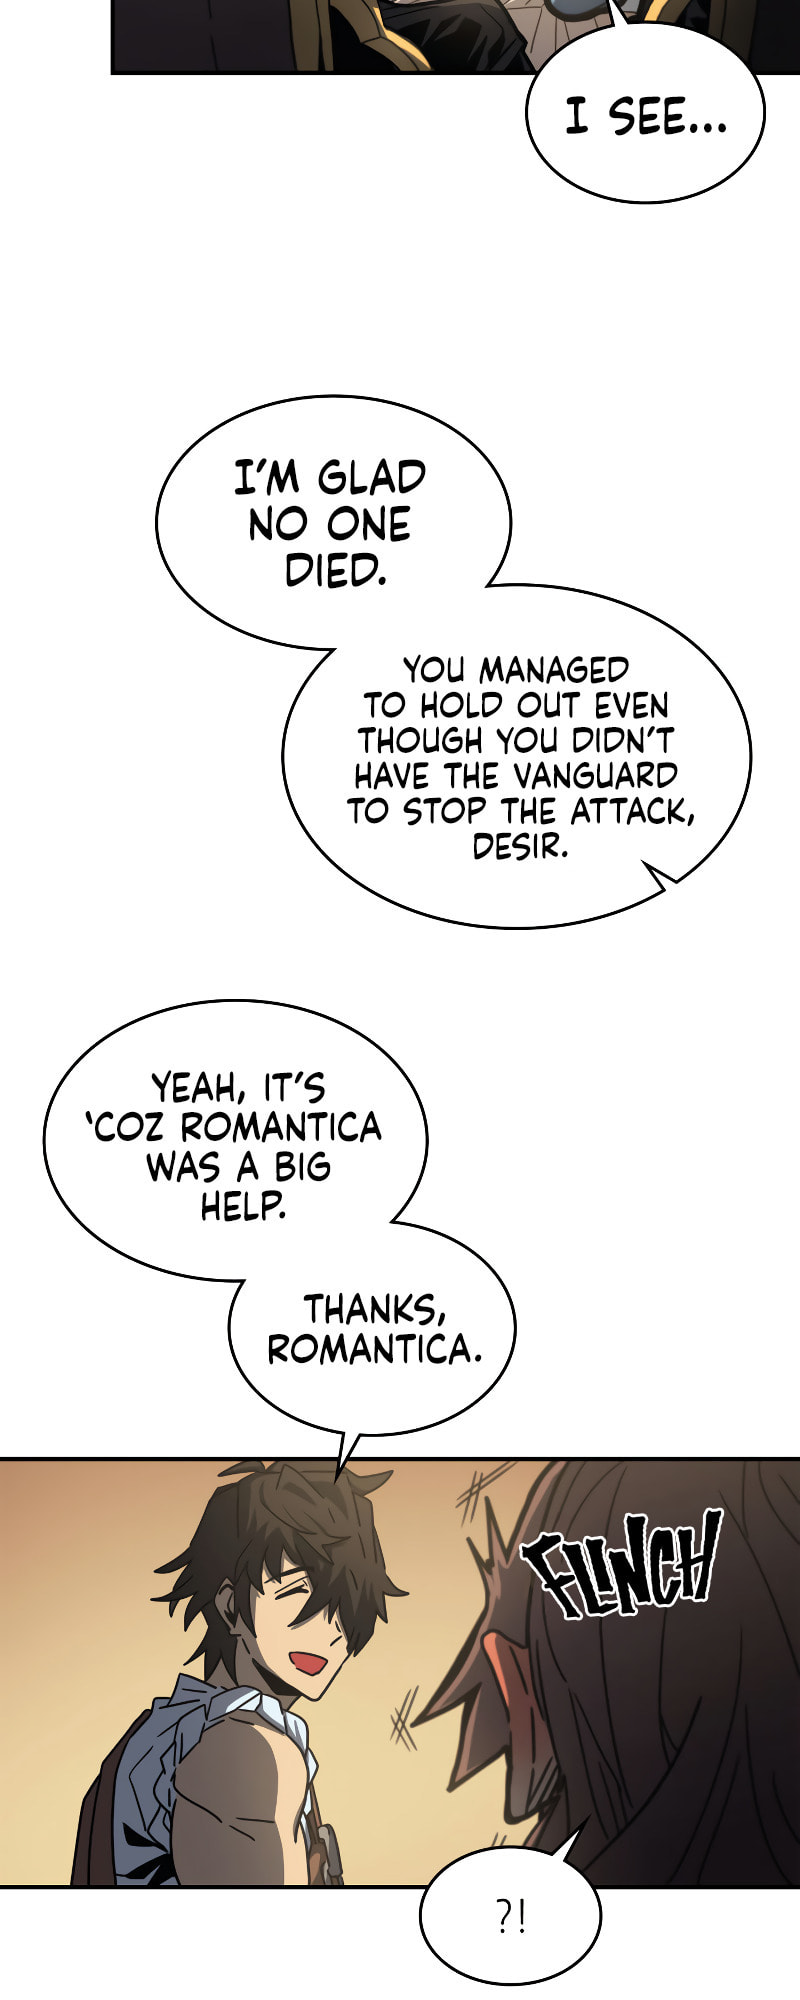 I SEE...
I'M GLAD
NO ONE
DIED.
YOU MANAGED
TO HOLD OUT EVEN
THOUGH YOU DIDN'T
HAVE THE VANGUARD
TO STOP THE ATTACK,
DESIR.
YEAH, IT'S
'COZ ROMANTICA
WAS A BIG
HELP.
THANKS,
ROMANTICA.
FLINCH
?!